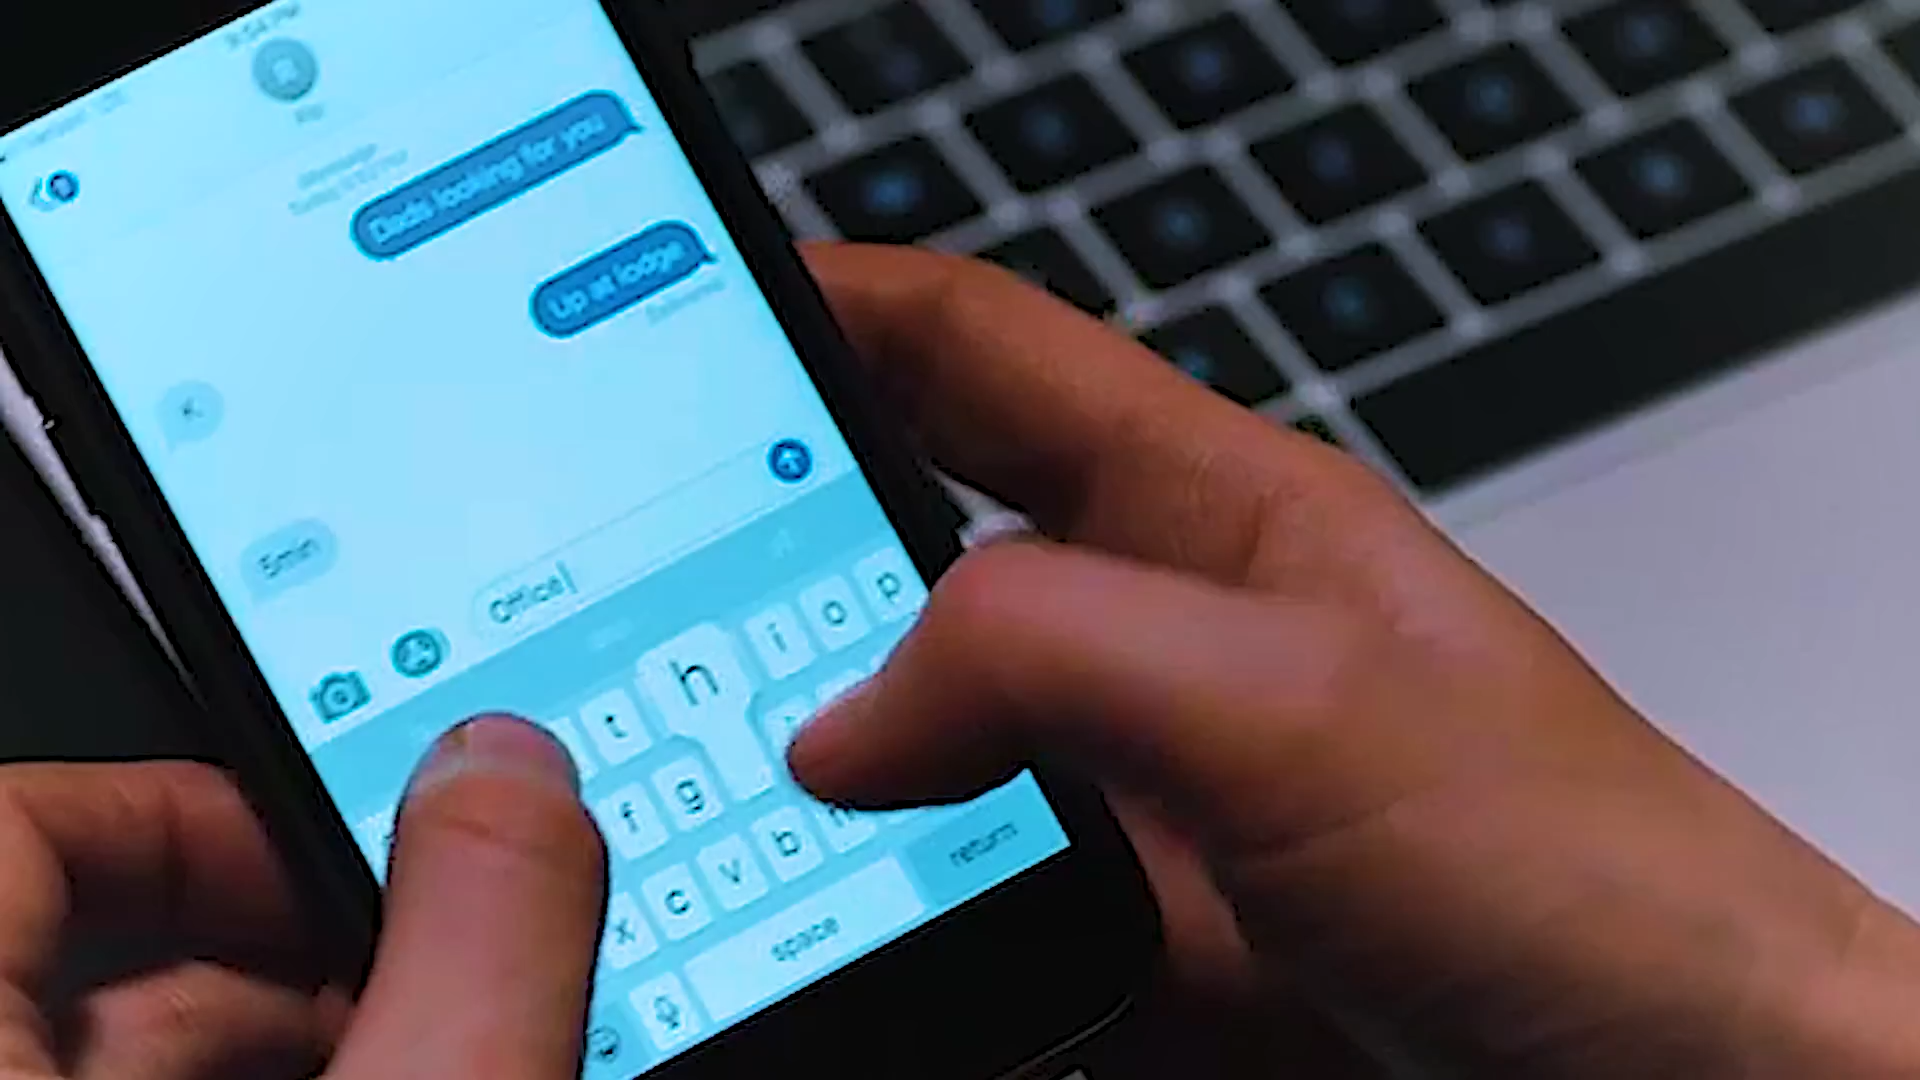 Dads looking for you
Up at lodge
5min
Office
h
t
i
o
p
f
g
x
c
v
b
space
return